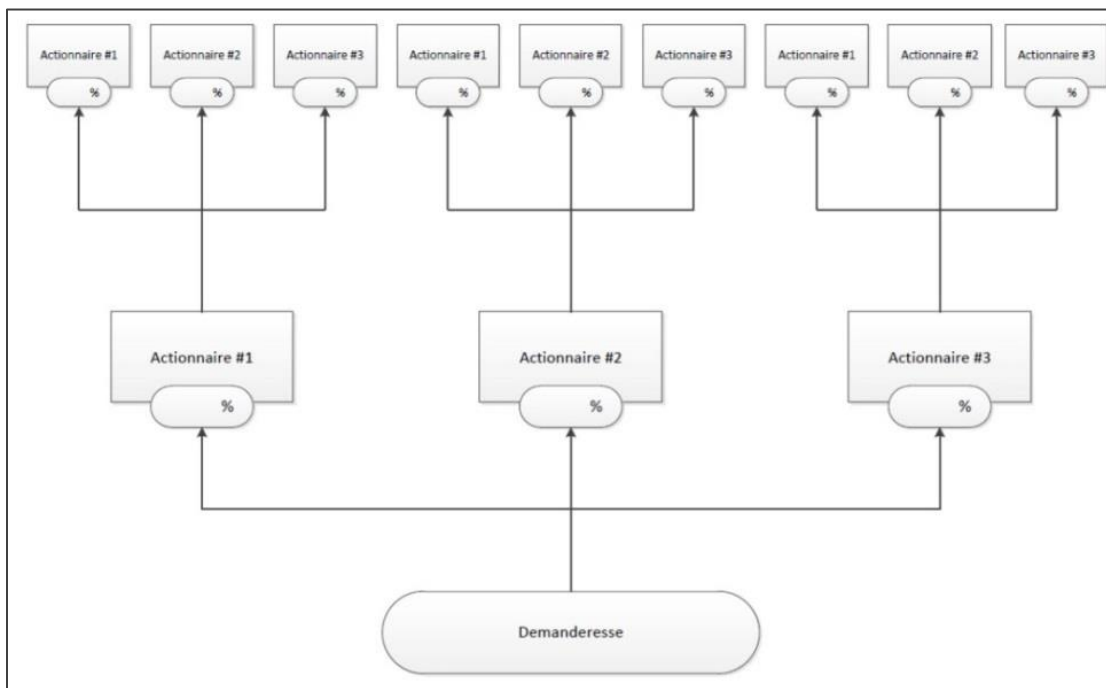 Actionnaire #1
Actionnaire #2
Actionnaire #3
Actionnaire #1
Actionnaire #2
Actionnaire #3
Actionnaire #1
Actionnaire #2
Actionnaire #3
%
%
%
%
%
%
%
%
%
Actionnaire #1
Actionnaire #2
Actionnaire #3
%
%
%
Demanderesse